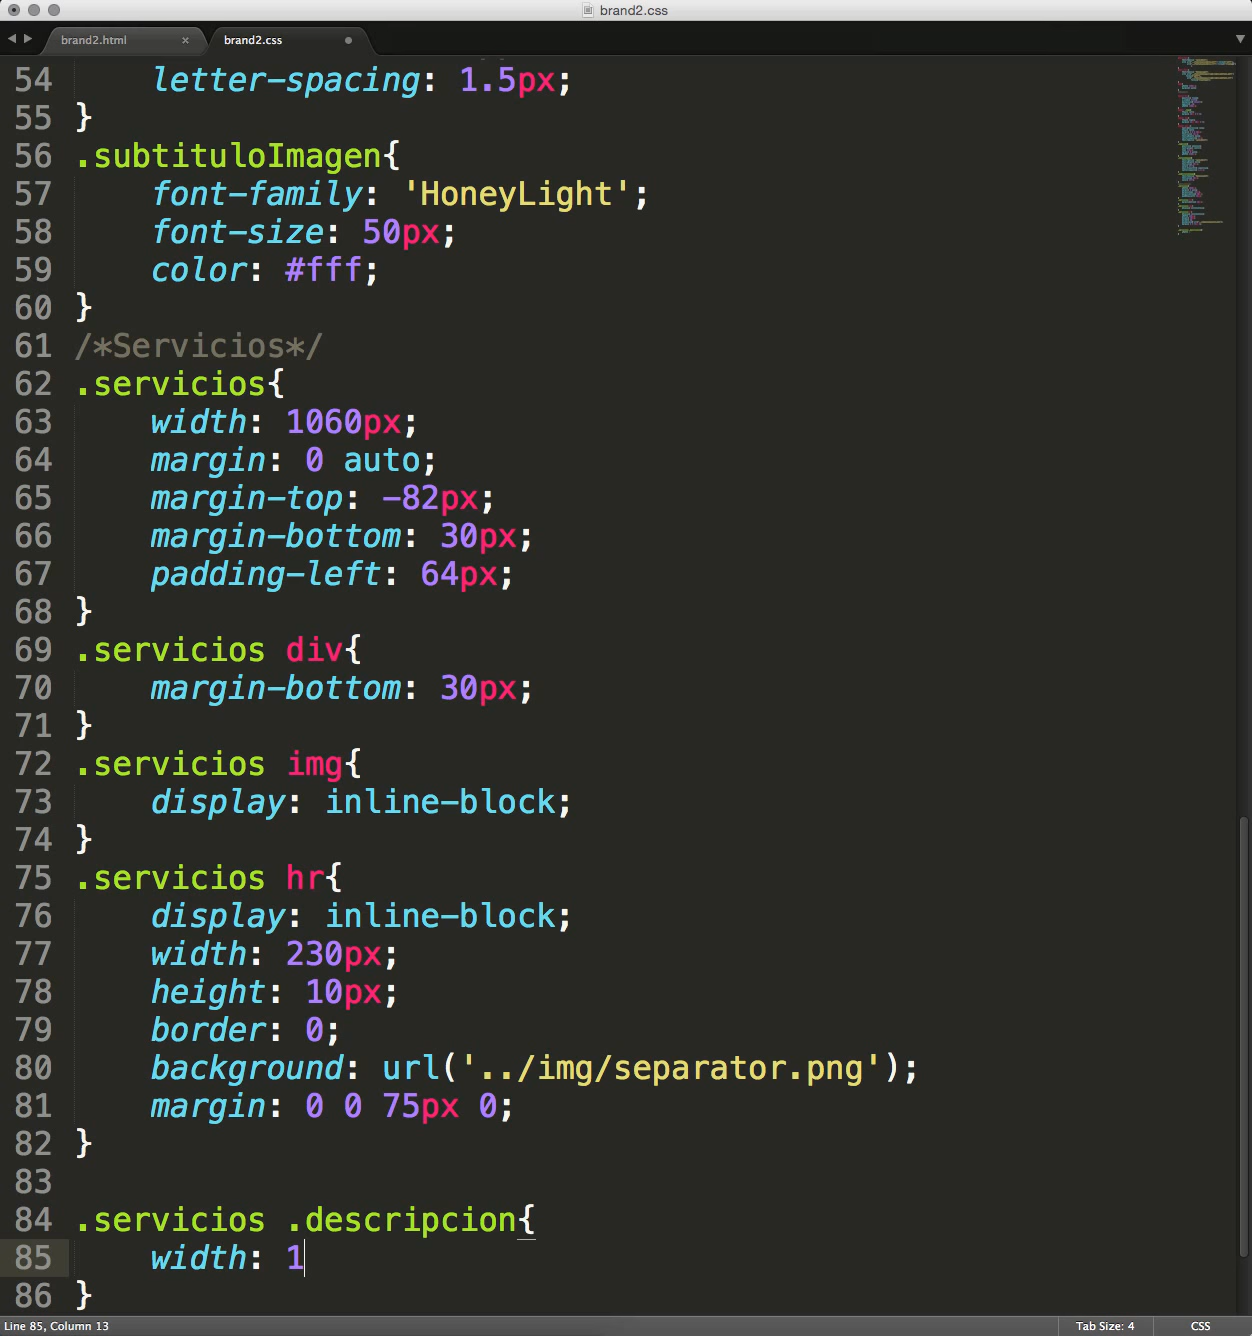 brand2.css
brand2.html
brand2.css
54 letter-spacing: 1.5px;
55 }
56 .subtituloImagen{
57 font-family: 'HoneyLight';
58 font-size: 50px;
59 color: #fff;
60 }
61 /*Servicios*/
62 .servicios{
63 width: 1060px;
64 margin: 0 auto;
65 margin-top: -82px;
66 margin-bottom: 30px;
67 padding-left: 64px;
68 }
69 .servicios div{
70 margin-bottom: 30px;
71 }
72 .servicios img{
73 display: inline-block;
74 }
75 .servicios hr{
76 display: inline-block;
77 width: 230px;
78 height: 10px;
79 border: 0;
80 background: url('../img/separator.png');
81 margin: 0 0 75px 0;
82 }
83
84 .servicios .descripcion{
85 width: 1
86 }
Line 85, Column 13
Tab Size: 4
CSS